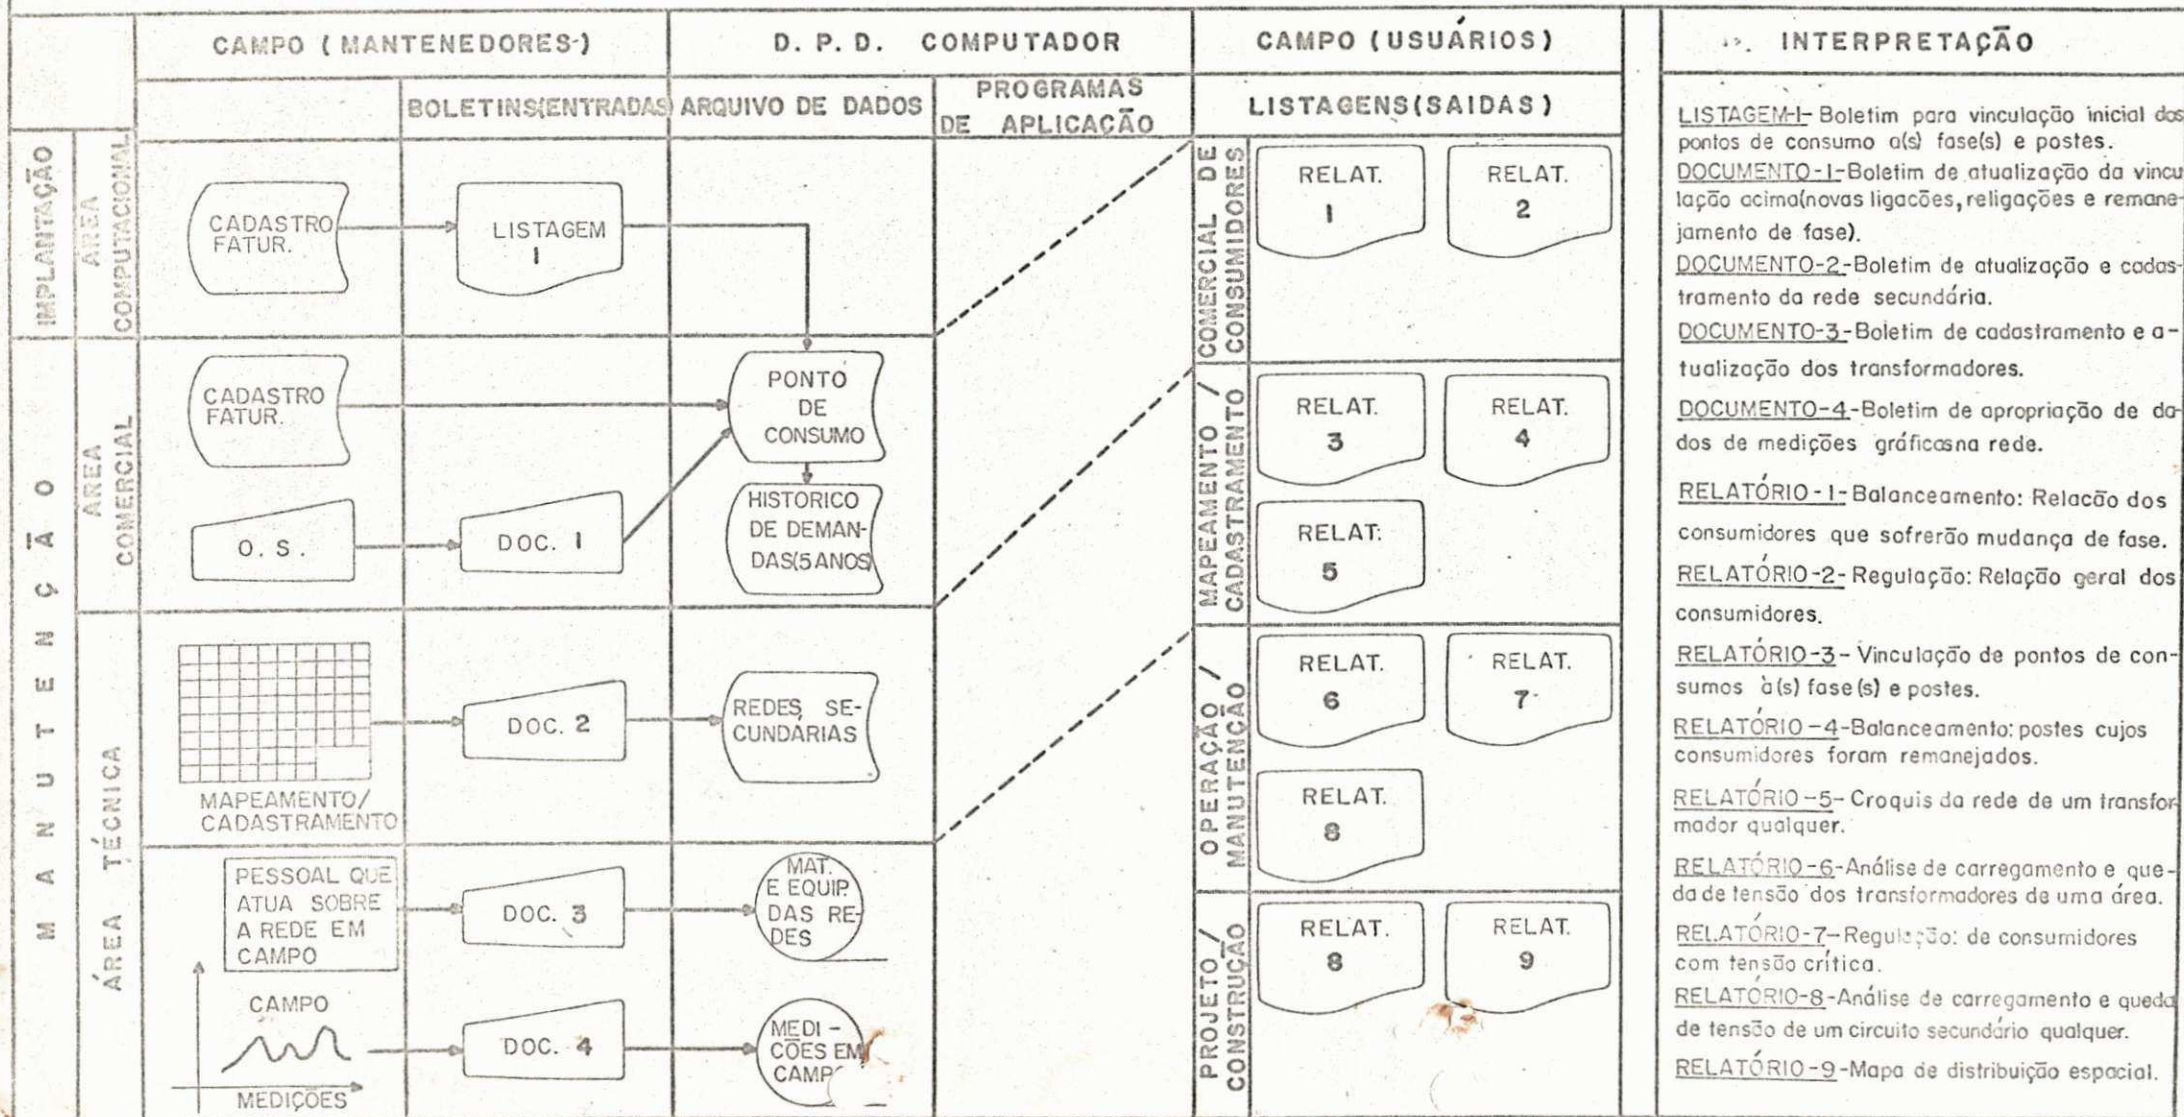 CAMPO (MANTENEDORES)
D. P. D. COMPUTADOR
CAMPO (USUÁRIOS)
INTERPRETAÇÃO
BOLETINS(ENTRADAS)
ARQUIVO DE DADOS
PROGRAMAS
DE APLICAÇÃO
LISTAGENS(SAIDAS)
IMPLANTAÇÃO
ÁREA
COMPUTACIONAL
CADASTRO
FATUR.
LISTAGEM
1
MANUTENÇÃO
ÁREA
COMERCIAL
CADASTRO
FATUR.
PONTO
DE
CONSUMO
O. S.
DOC. 1
HISTORICO
DE DEMAN-
DAS(5 ANOS)
ÁREA TÉCNICA
MAPEAMENTO/
CADASTRAMENTO
DOC. 2
REDES SE-
CUNDÁRIAS
PESSOAL QUE
ATUA SOBRE
A REDE EM
CAMPO
DOC. 3
MAT.
E EQUIP.
DAS RE-
DES
CAMPO
MEDIÇÕES
DOC. 4
MEDI-
CÕES EM
COMERCIAL DE
CONSUMIDORES
RELAT.
1
RELAT.
2
MAPEAMENTO /
CADASTRAMENTO
RELAT.
3
RELAT.
4
RELAT.
5
OPERAÇÃO /
MANUTENÇÃO
RELAT.
6
RELAT.
7
RELAT.
8
PROJETO /
CONSTRUÇÃO
RELAT.
8
RELAT.
9
LISTAGEM-1-Boletim para vinculação inicial dos
pontos de consumo a(s) fase(s) e postes.
DOCUMENTO-1-Boletim de atualização da vincu
lação acima(novas ligacões, religações e remane-
jamento de fase).
DOCUMENTO-2-Boletim de atualização e cadas-
tramento da rede secundária.
DOCUMENTO-3-Boletim de cadastramento e a-
tualização dos transformadores.
DOCUMENTO-4-Boletim de apropriação de da-
dos de medições gráficasna rede.
RELATÓRIO-1-Balanceamento: Relacão dos
consumidores que sofrerão mudança de fase.
RELATÓRIO-2-Regulação: Relação geral dos
consumidores.
RELATÓRIO-3-Vinculação de pontos de con-
sumos à(s) fase(s) e postes.
RELATÓRIO-4-Balanceamento: postes cujos
consumidores foram remanejados.
RELATÓRIO-5-Croquis da rede de um transfor
mador qualquer.
RELATÓRIO-6-Análise de carregamento e que-
da de tensão dos transformadores de uma área.
RELATÓRIO-7-Regulação: de consumidores
com tensão crítica.
RELATÓRIO-8-Análise de carregamento e queda
de tensão de um circuito secundário qualquer.
RELATÓRIO-9-Mapa de distribuição espacial.